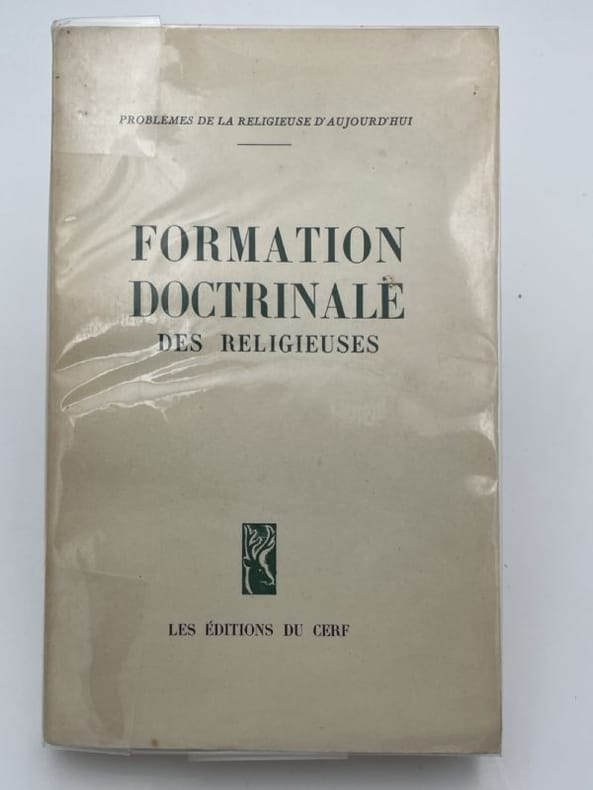 PROBLÈMES DE LA RELIGIEUSE D'AUJOURD'HUI
FORMATION
DOCTRINALE
DES RELIGIEUSES
LES ÉDITIONS DU CERF